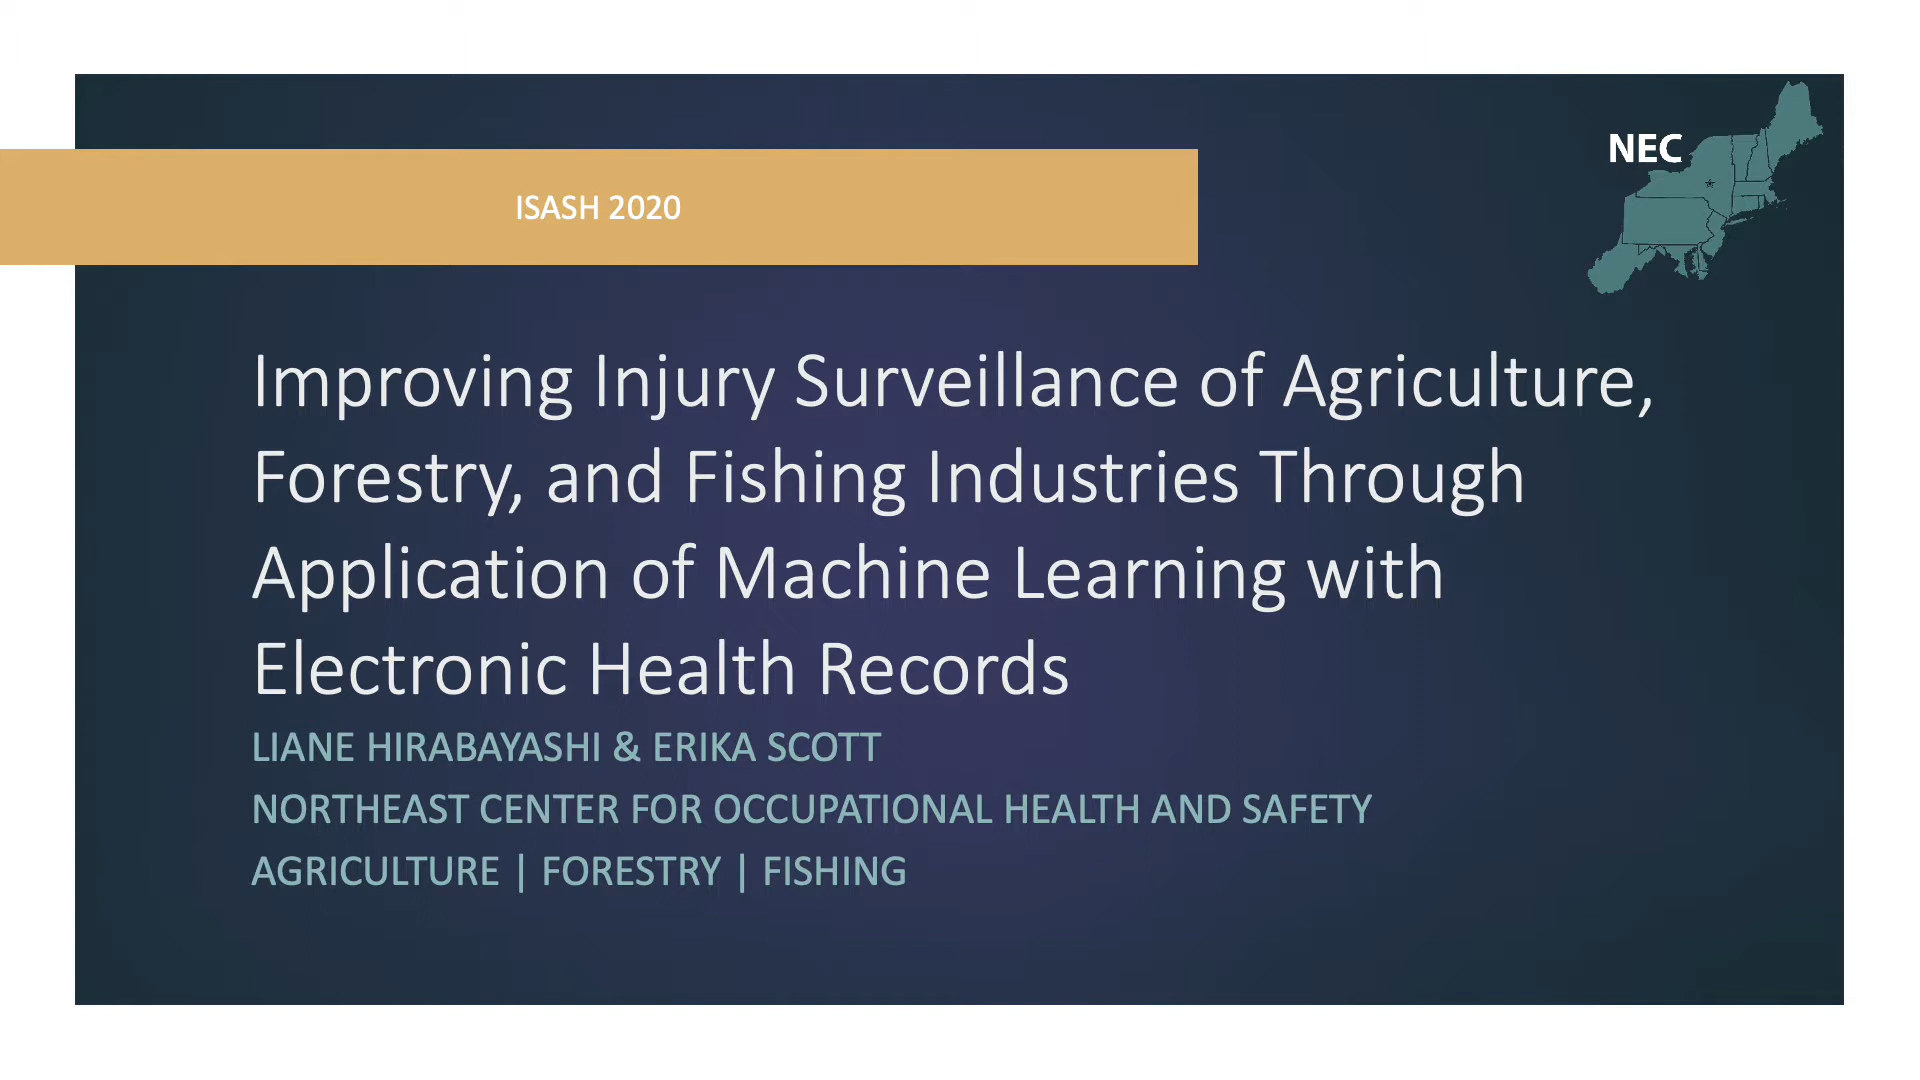 ISASH 2020
NEC
Improving Injury Surveillance of Agriculture,
Forestry, and Fishing Industries Through
Application of Machine Learning with
Electronic Health Records
LIANE HIRABAYASHI & ERIKA SCOTT
NORTHEAST CENTER FOR OCCUPATIONAL HEALTH AND SAFETY
AGRICULTURE | FORESTRY | FISHING